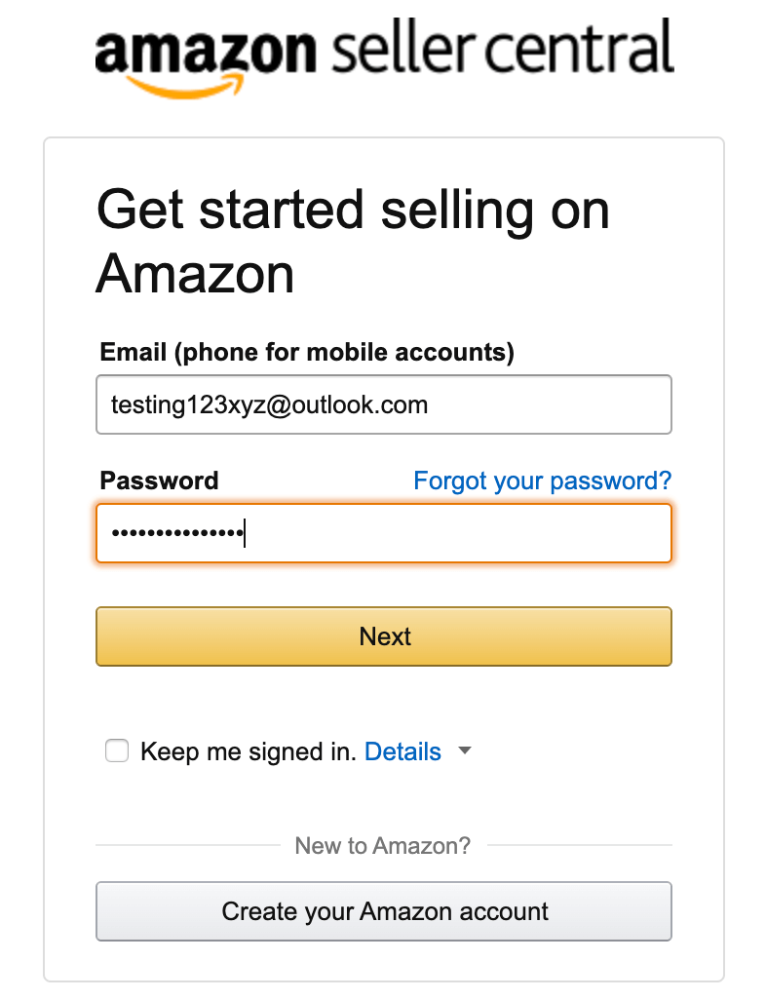 amazon seller central
Get started selling on
Amazon
Email (phone for mobile accounts)
testing123xyz@outlook.com
Password Forgot your password?
•••••••••••••••
Next
Keep me signed in. Details
New to Amazon?
Create your Amazon account